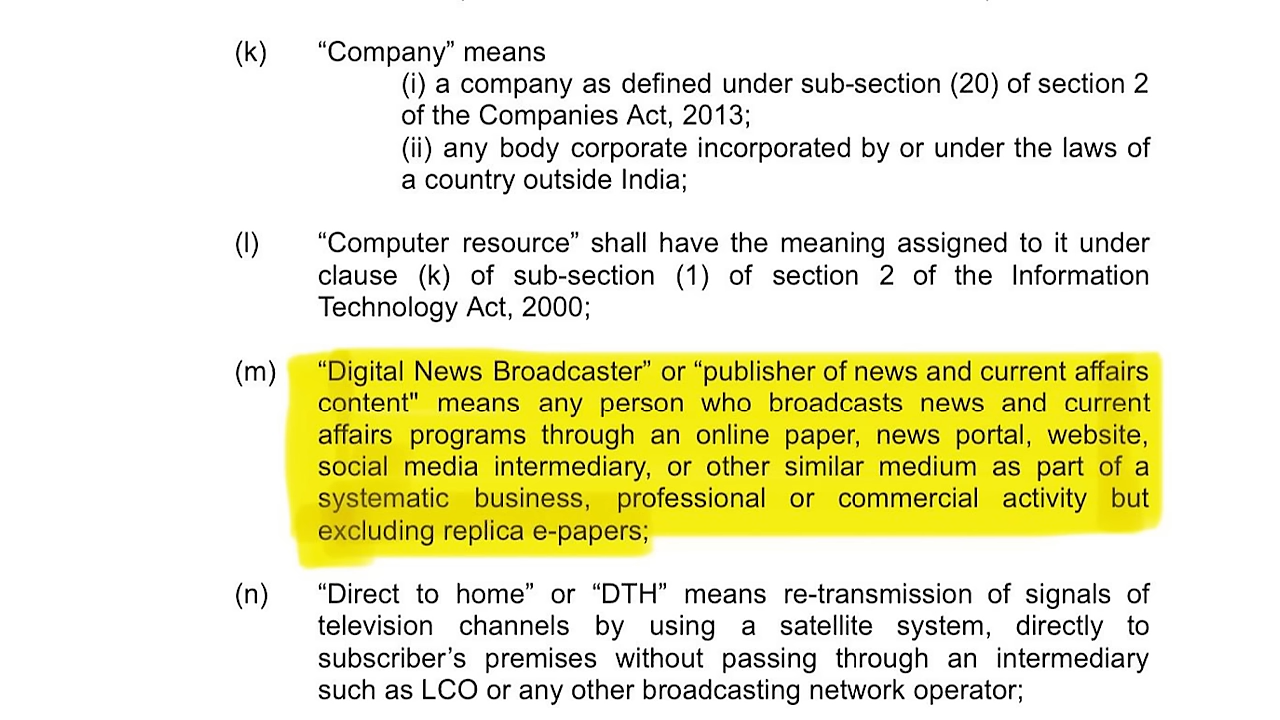 (k) “Company” means
(i) a company as defined under sub-section (20) of section 2
of the Companies Act, 2013;
(ii) any body corporate incorporated by or under the laws of
a country outside India;
(l) “Computer resource” shall have the meaning assigned to it under
clause (k) of sub-section (1) of section 2 of the Information
Technology Act, 2000;
(m) “Digital News Broadcaster” or “publisher of news and current affairs
content" means any person who broadcasts news and current
affairs programs through an online paper, news portal, website,
social media intermediary, or other similar medium as part of a
systematic business, professional or commercial activity but
excluding replica e-papers;
(n) “Direct to home” or “DTH” means re-transmission of signals of
television channels by using a satellite system, directly to
subscriber’s premises without passing through an intermediary
such as LCO or any other broadcasting network operator;